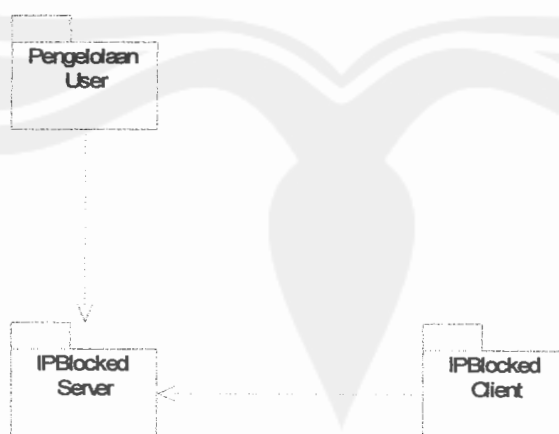 Pengelolaan
User
IPBlocked
Server
IPBlocked
Client